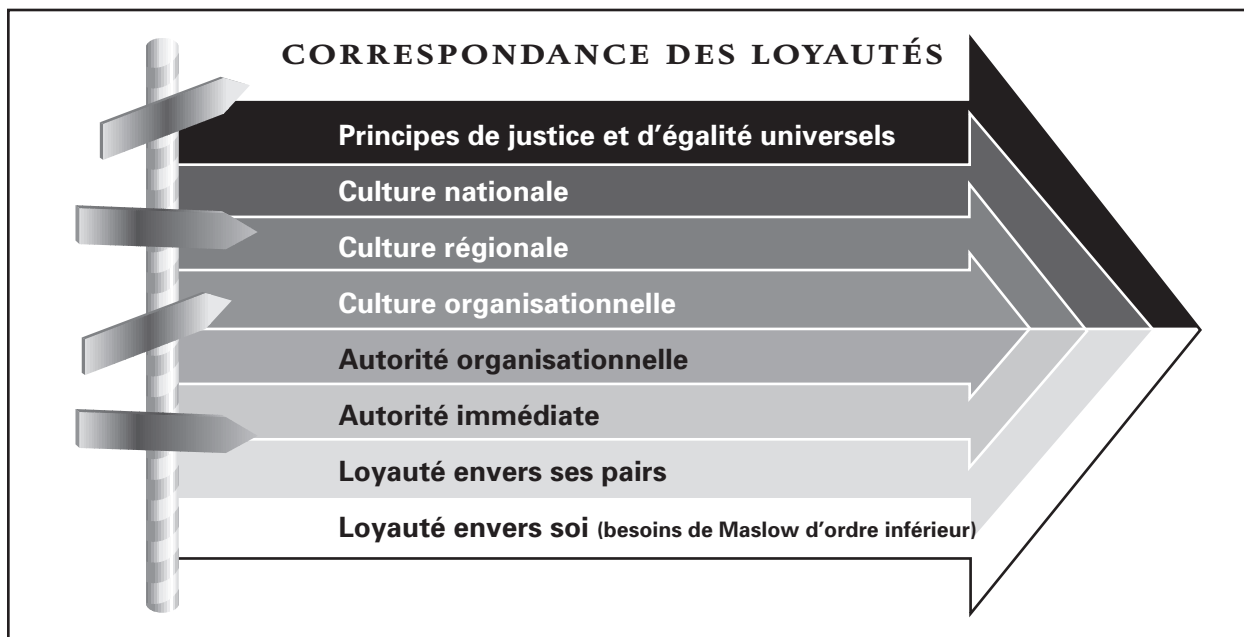 CORRESPONDANCE DES LOYAUTÉS
Principes de justice et d'égalité universels
Culture nationale
Culture régionale
Culture organisationnelle
Autorité organisationnelle
Autorité immédiate
Loyauté envers ses pairs
Loyauté envers soi (besoins de Maslow d'ordre inférieur)